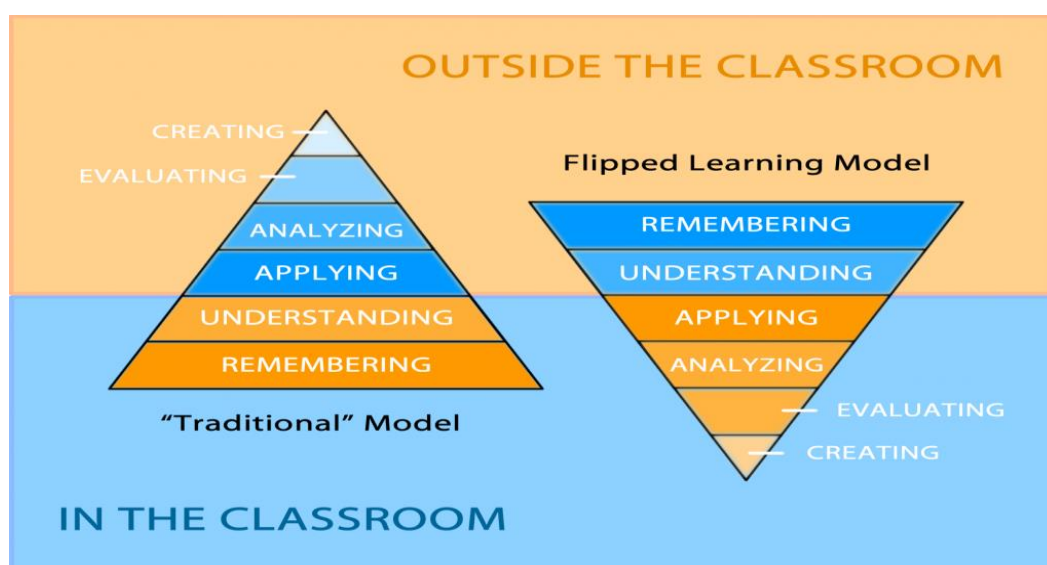 OUTSIDE THE CLASSROOM
CREATING
EVALUATING
ANALYZING
APPLYING
UNDERSTANDING
REMEMBERING
“Traditional” Model
Flipped Learning Model
REMEMBERING
UNDERSTANDING
APPLYING
ANALYZING
EVALUATING
CREATING
IN THE CLASSROOM